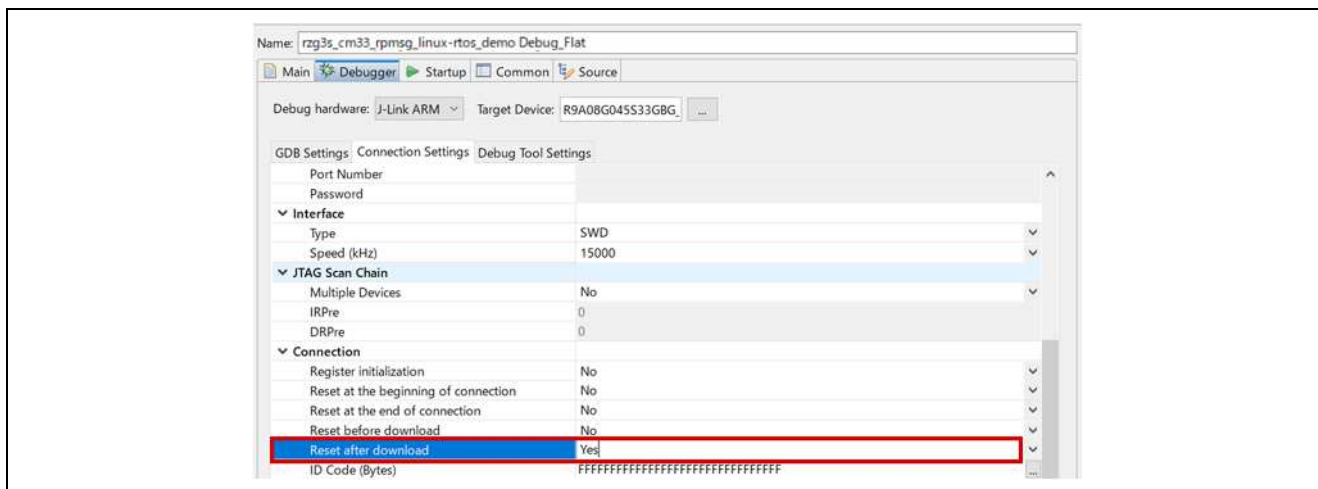 Name: rzg3s_cm33_rpmsg_linux-rtos_demo Debug_Flat
Main Debugger Startup Common Source
Debug hardware: J-Link ARM Target Device: R9A08G045S33GBG_ ...
GDB Settings Connection Settings Debug Tool Settings
Port Number
Password
Interface
Type SWD
Speed (kHz) 15000
JTAG Scan Chain
Multiple Devices No
IRPre 0
DRPre 0
Connection
Register initialization No
Reset at the beginning of connection No
Reset at the end of connection No
Reset before download No
Reset after download Yes
ID Code (Bytes) FFFFFFFFFFFFFFFFFFFFFFFFFFFFFFFF ...